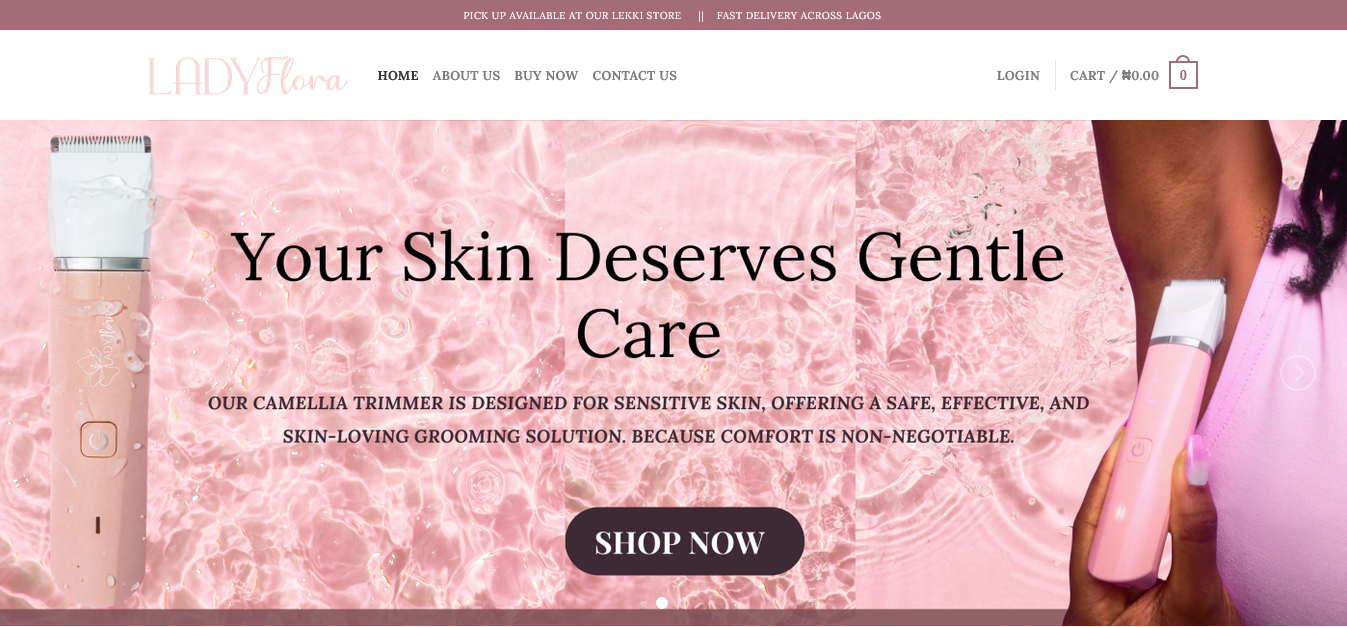 PICK UP AVAILABLE AT OUR LEKKI STORE || FAST DELIVERY ACROSS LAGOS
LADYFlora HOME ABOUT US BUY NOW CONTACT US LOGIN CART / ₦0.00 0
Your Skin Deserves Gentle
Care
OUR CAMELLIA TRIMMER IS DESIGNED FOR SENSITIVE SKIN, OFFERING A SAFE, EFFECTIVE, AND
SKIN-LOVING GROOMING SOLUTION. BECAUSE COMFORT IS NON-NEGOTIABLE.
SHOP NOW
LADYflora